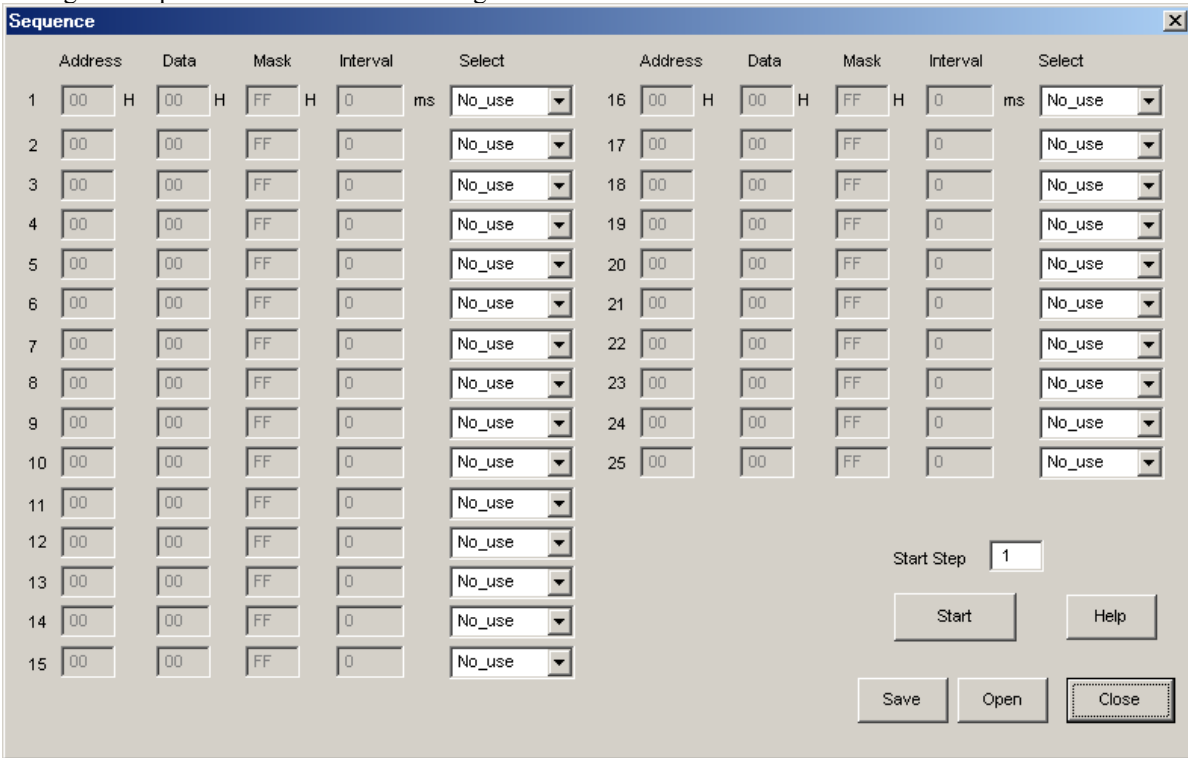 Sequence
Address Data Mask Interval Select Address Data Mask Interval Select
1 00 H 00 H FF H 0 ms No_use 16 00 H 00 H FF H 0 ms No_use
2 00 00 FF 0 No_use 17 00 00 FF 0 No_use
3 00 00 FF 0 No_use 18 00 00 FF 0 No_use
4 00 00 FF 0 No_use 19 00 00 FF 0 No_use
5 00 00 FF 0 No_use 20 00 00 FF 0 No_use
6 00 00 FF 0 No_use 21 00 00 FF 0 No_use
7 00 00 FF 0 No_use 22 00 00 FF 0 No_use
8 00 00 FF 0 No_use 23 00 00 FF 0 No_use
9 00 00 FF 0 No_use 24 00 00 FF 0 No_use
10 00 00 FF 0 No_use 25 00 00 FF 0 No_use
11 00 00 FF 0 No_use
12 00 00 FF 0 No_use
Start Step 1
13 00 00 FF 0 No_use
14 00 00 FF 0 No_use
Start Help
15 00 00 FF 0 No_use
Save Open Close